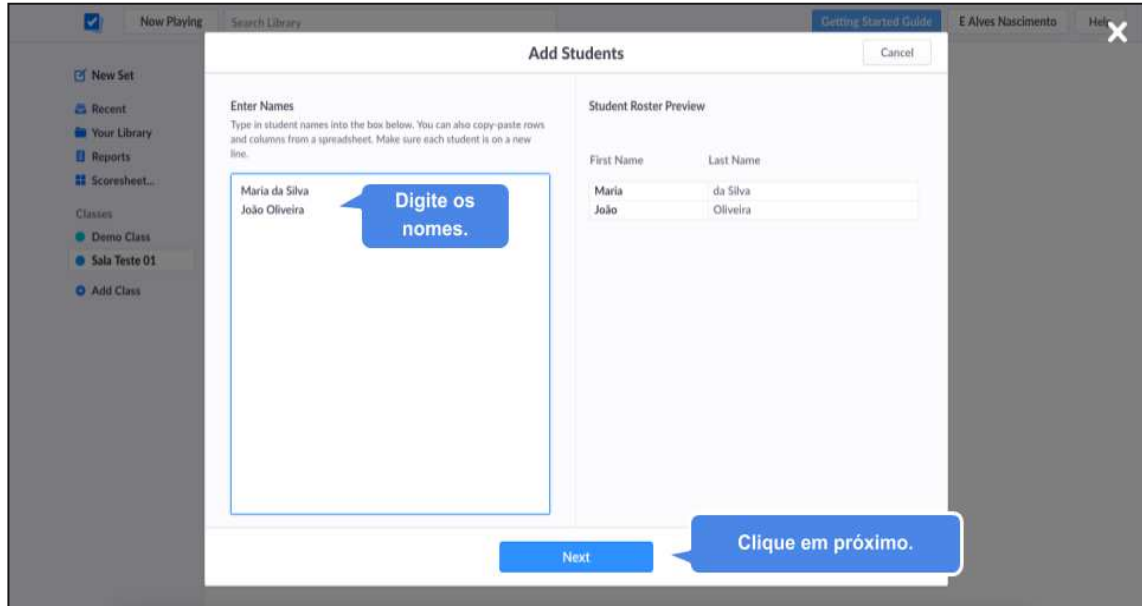 Now Playing
Search Library
Getting Started Guide
E Alves Nascimento
Help
New Set
Recent
Your Library
Reports
Scoresheet...
Classes
Demo Class
Sala Teste 01
Add Class
Add Students
Cancel
Enter Names
Type in student names into the box below. You can also copy-paste rows
and columns from a spreadsheet. Make sure each student is on a new
line.
Maria da Silva
João Oliveira
Digite os
nomes.
Student Roster Preview
First Name Last Name
Maria da Silva
João Oliveira
Next
Clique em próximo.